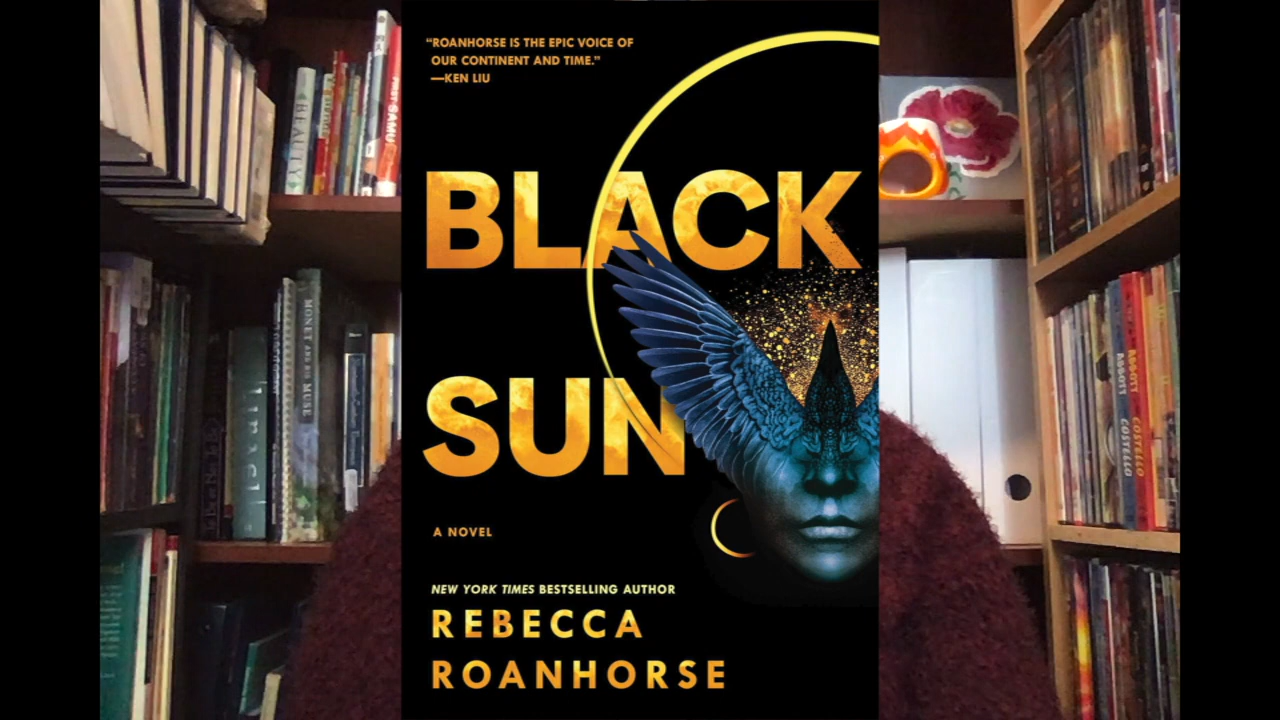 “ROANHORSE IS THE EPIC VOICE OF
OUR CONTINENT AND TIME.”
—KEN LIU
BLACK
SUN
A NOVEL
NEW YORK TIMES BESTSELLING AUTHOR
REBECCA
ROANHORSE
BEAUTY
MONET AND HIS MUSE
ABBOTT
COSTELLO
ABBOTT
COSTELLO